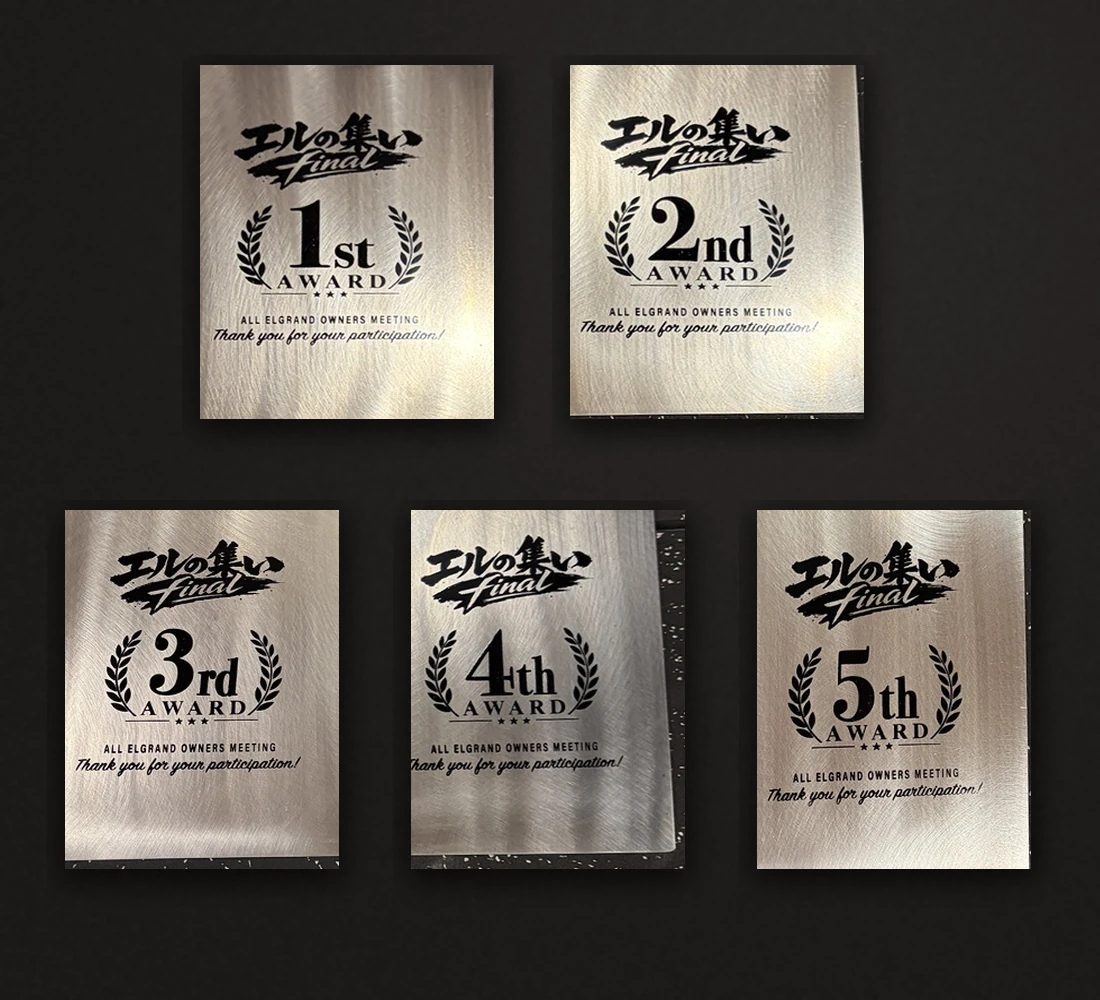 エルの集い
final
1st
AWARD
ALL ELGRAND OWNERS MEETING
Thank you for your participation!
エルの集い
final
2nd
AWARD
ALL ELGRAND OWNERS MEETING
Thank you for your participation!
エルの集い
final
3rd
AWARD
ALL ELGRAND OWNERS MEETING
Thank you for your participation!
エルの集い
final
4th
AWARD
ALL ELGRAND OWNERS MEETING
Thank you for your participation!
エルの集い
final
5th
AWARD
ALL ELGRAND OWNERS MEETING
Thank you for your participation!